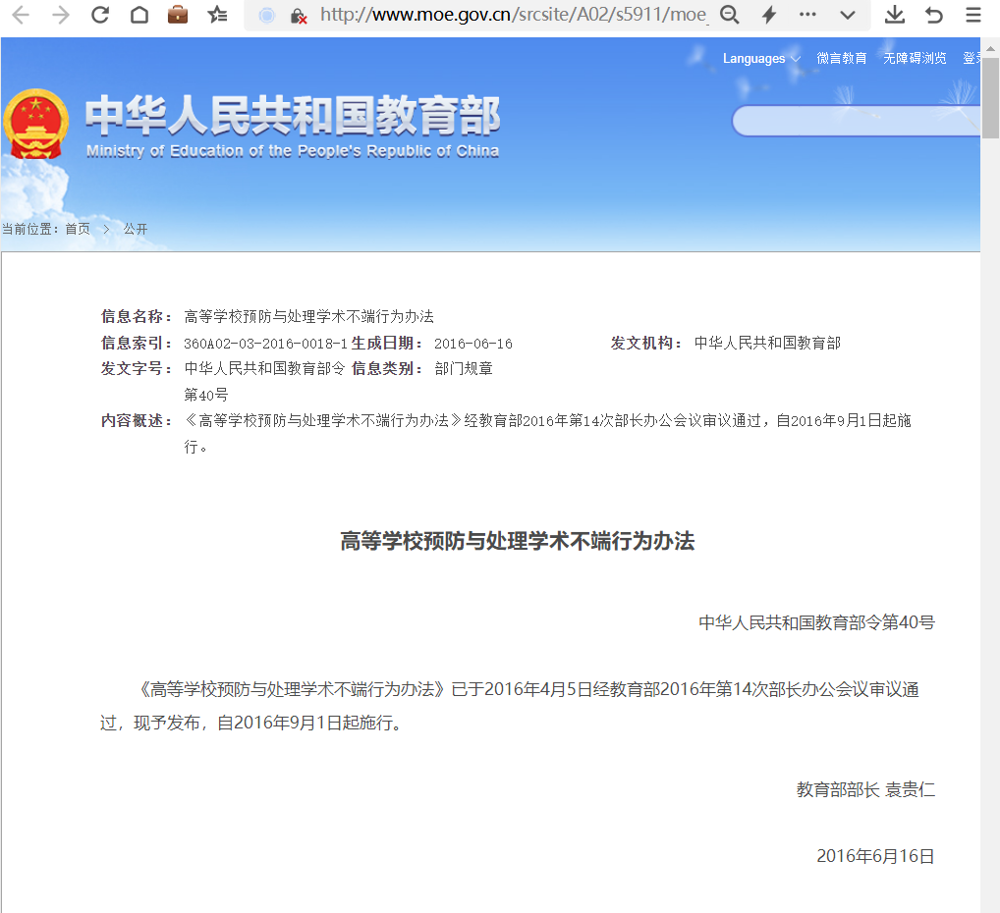 http://www.moe.gov.cn/srcsite/A02/s5911/moe_
Languages 微言教育 无障碍浏览 登录
中华人民共和国教育部
Ministry of Education of the People's Republic of China
当前位置：首页 > 公开
信息名称： 高等学校预防与处理学术不端行为办法
信息索引： 360A02-03-2016-0018-1 生成日期： 2016-06-16 发文机构： 中华人民共和国教育部
发文字号： 中华人民共和国教育部令 信息类别： 部门规章
第40号
内容概述： 《高等学校预防与处理学术不端行为办法》经教育部2016年第14次部长办公会议审议通过，自2016年9月1日起施
行。
高等学校预防与处理学术不端行为办法
中华人民共和国教育部令第40号
《高等学校预防与处理学术不端行为办法》已于2016年4月5日经教育部2016年第14次部长办公会议审议通
过，现予发布，自2016年9月1日起施行。
教育部部长 袁贵仁
2016年6月16日